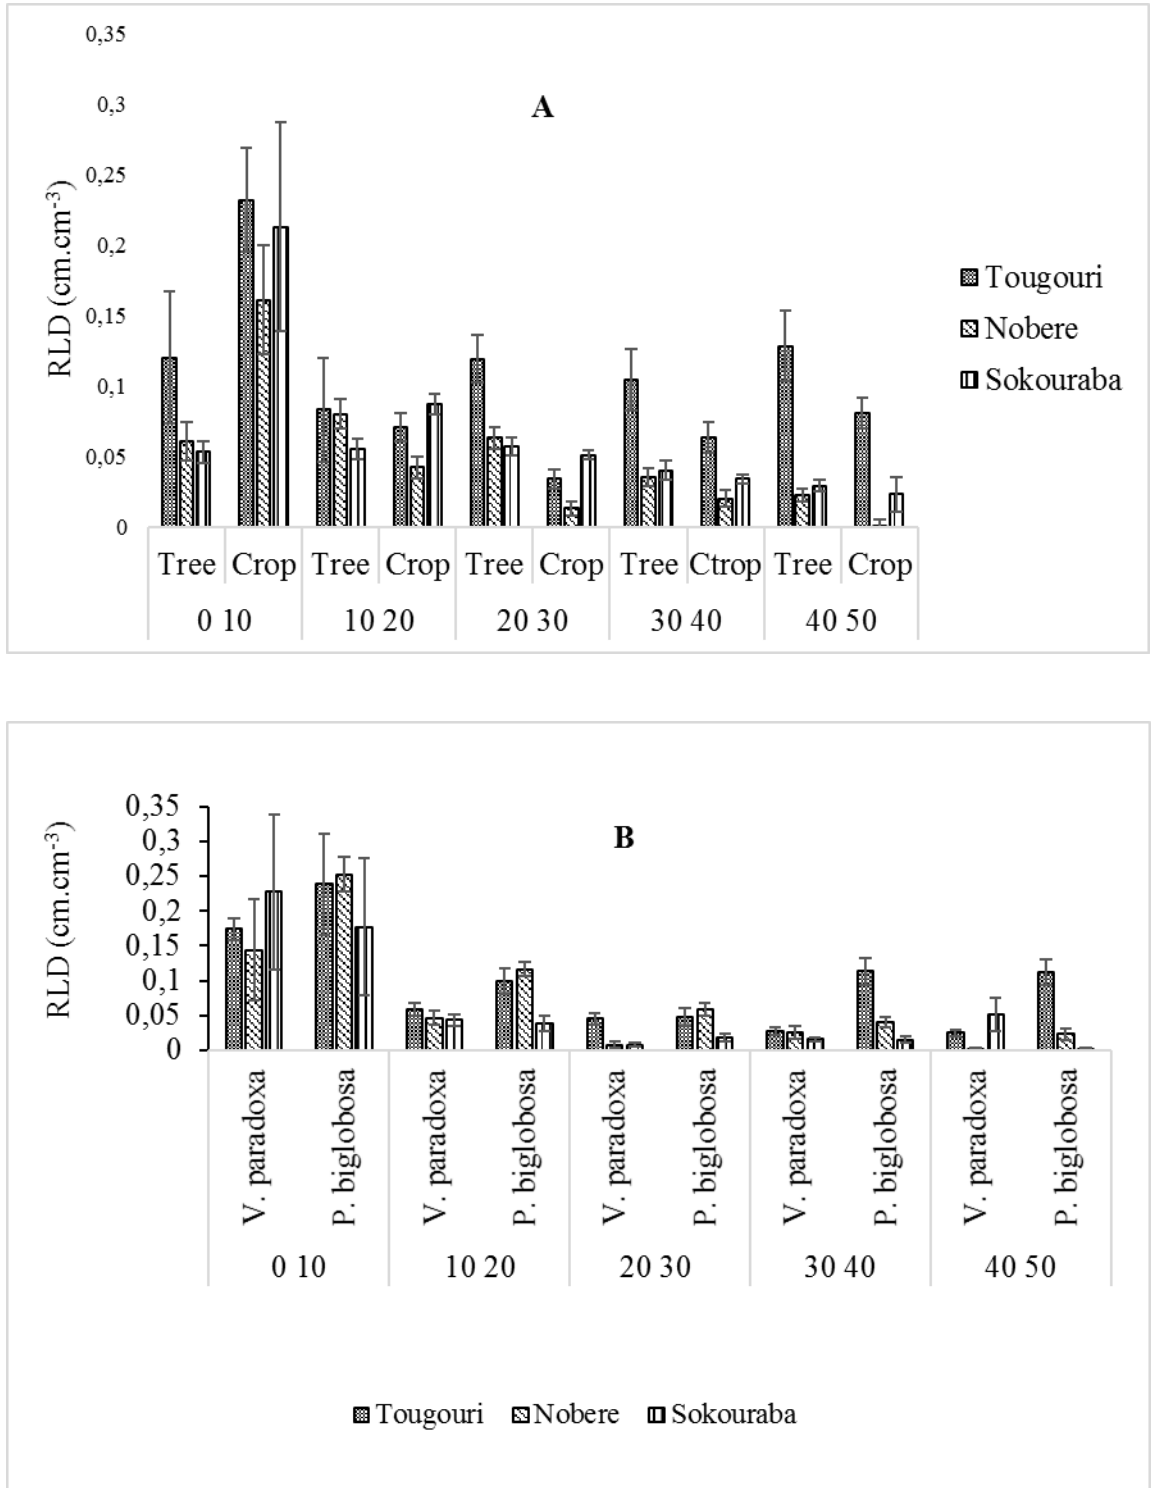 0,35
0,3
0,25
0,2
0,15
0,1
0,05
0
RLD (cm.cm-3)
A
Tougouri
Nobere
Sokouraba
Tree Crop Tree Crop Tree Crop Tree Ctrop Tree Crop
0 10 10 20 20 30 30 40 40 50
0,35
0,3
0,25
0,2
0,15
0,1
0,05
0
RLD (cm.cm-3)
B
V. paradoxa P. biglobosa V. paradoxa P. biglobosa V. paradoxa P. biglobosa V. paradoxa P. biglobosa V. paradoxa P. biglobosa
0 10 10 20 20 30 30 40 40 50
Tougouri Nobere Sokouraba